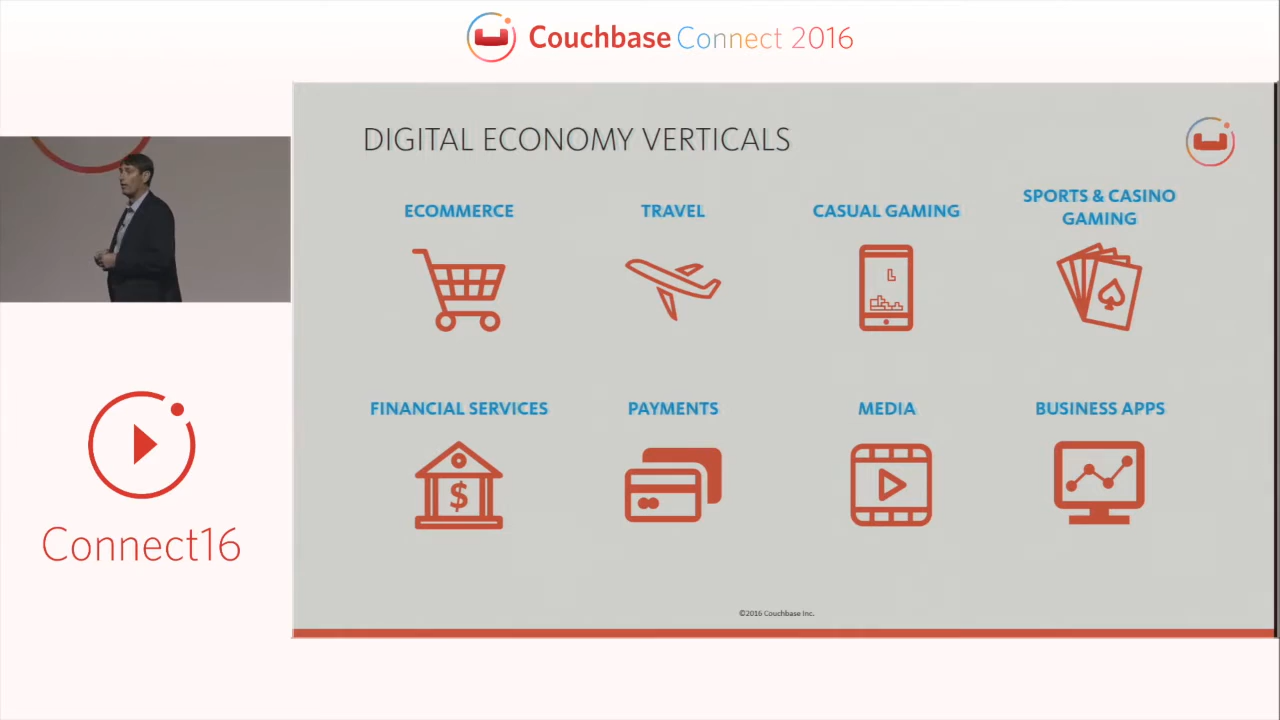 Couchbase Connect 2016
DIGITAL ECONOMY VERTICALS
ECOMMERCE
TRAVEL
CASUAL GAMING
SPORTS & CASINO
GAMING
FINANCIAL SERVICES
PAYMENTS
MEDIA
BUSINESS APPS
$
Connect16
©2016 Couchbase Inc.